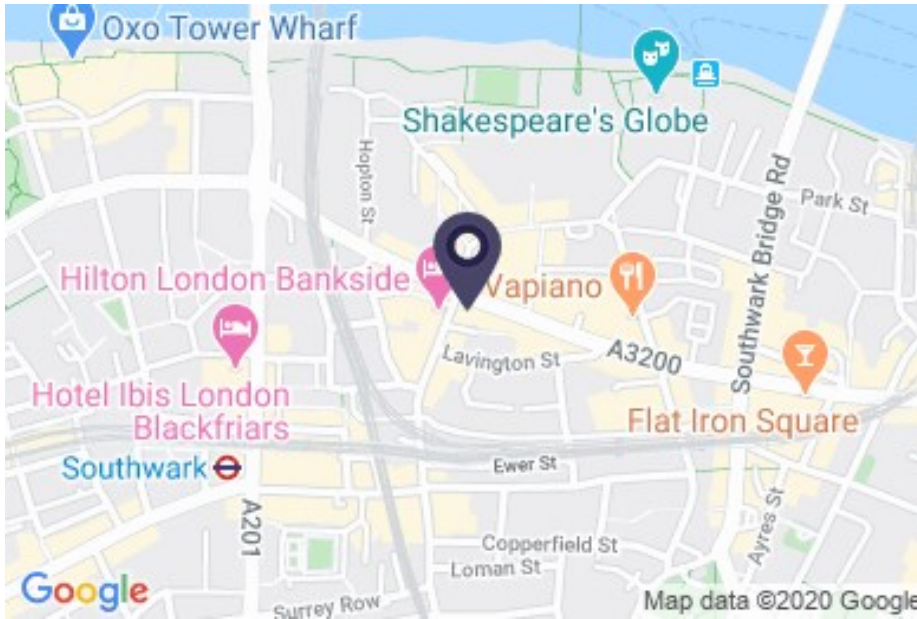 Oxo Tower Wharf
Shakespeare's Globe
Hopton St
Park St
Southwark Bridge Rd
Hilton London Bankside
Vapiano
Lavington St
A3200
Hotel Ibis London
Blackfriars
Flat Iron Square
Southwark
Ewer St
A201
Ayres St
Copperfield St
Loman St
Surrey Row
Google
Map data ©2020 Google